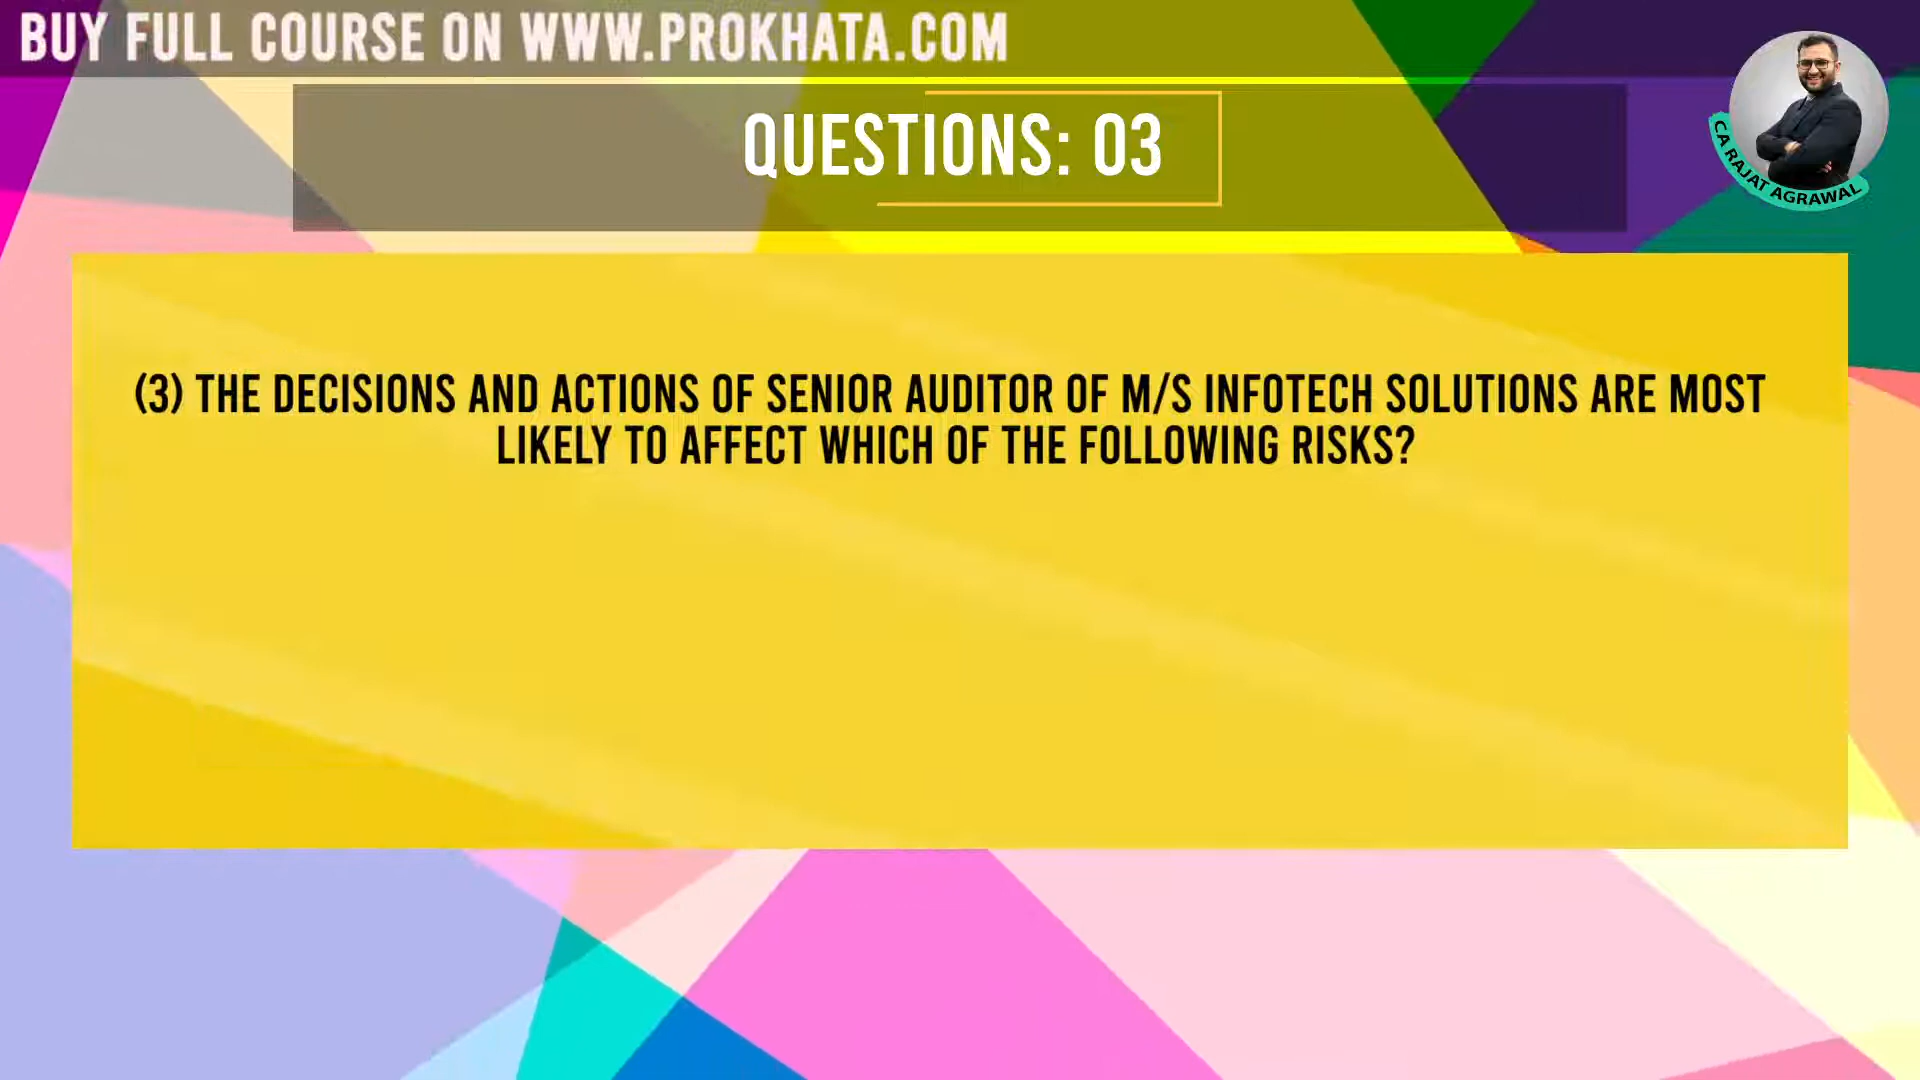 BUY FULL COURSE ON WWW.PROKHATA.COM
QUESTIONS: 03
CA RAJAT AGRAWAL
(3) THE DECISIONS AND ACTIONS OF SENIOR AUDITOR OF M/S INFOTECH SOLUTIONS ARE MOST
LIKELY TO AFFECT WHICH OF THE FOLLOWING RISKS?